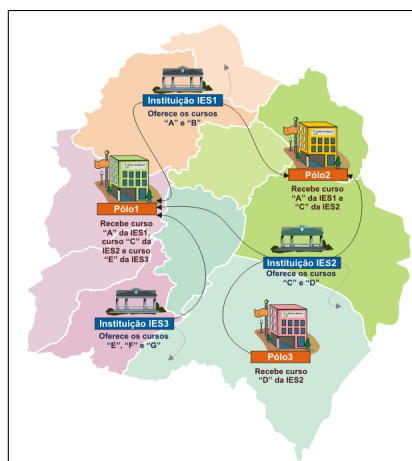 Instituição IES1
Oferece os cursos
"A" e "B"
Pólo2
Recebe curso
"A" da IES1 e
"C" da IES2
Pólo1
Recebe curso
"A" da IES1,
curso "C" da
IES2 e curso
"E" da IES3
Instituição IES2
Oferece os cursos
"C" e "D"
Instituição IES3
Oferece os cursos
"E", "F" e "G"
Pólo3
Recebe curso
"D" da IES2